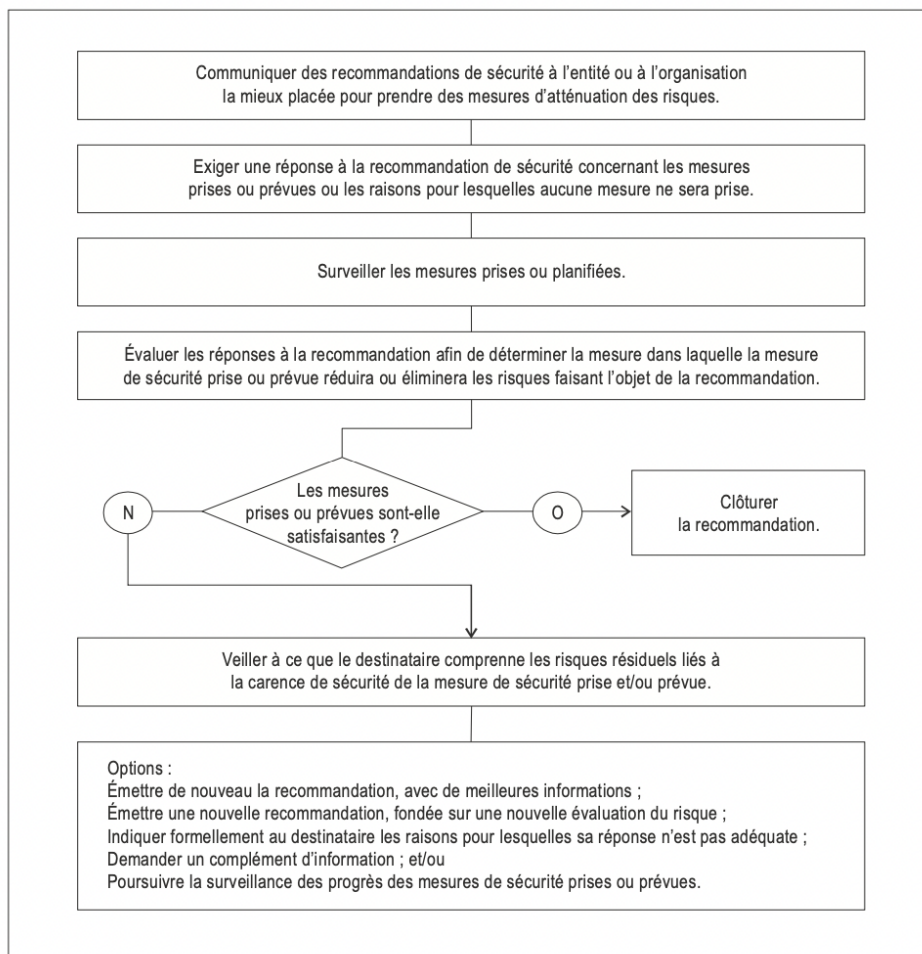 Communiquer des recommandations de sécurité à l'entité ou à l'organisation
la mieux placée pour prendre des mesures d'atténuation des risques.
Exiger une réponse à la recommandation de sécurité concernant les mesures
prises ou prévues ou les raisons pour lesquelles aucune mesure ne sera prise.
Surveiller les mesures prises ou planifiées.
Évaluer les réponses à la recommandation afin de déterminer la mesure dans laquelle la mesure
de sécurité prise ou prévue réduira ou éliminera les risques faisant l'objet de la recommandation.
Les mesures
prises ou prévues sont-elle
satisfaisantes ?
N
O
Clôturer
la recommandation.
Veiller à ce que le destinataire comprenne les risques résiduels liés à
la carence de sécurité de la mesure de sécurité prise et/ou prévue.
Options :
Émettre de nouveau la recommandation, avec de meilleures informations ;
Émettre une nouvelle recommandation, fondée sur une nouvelle évaluation du risque ;
Indiquer formellement au destinataire les raisons pour lesquelles sa réponse n'est pas adéquate ;
Demander un complément d'information ; et/ou
Poursuivre la surveillance des progrès des mesures de sécurité prises ou prévues.